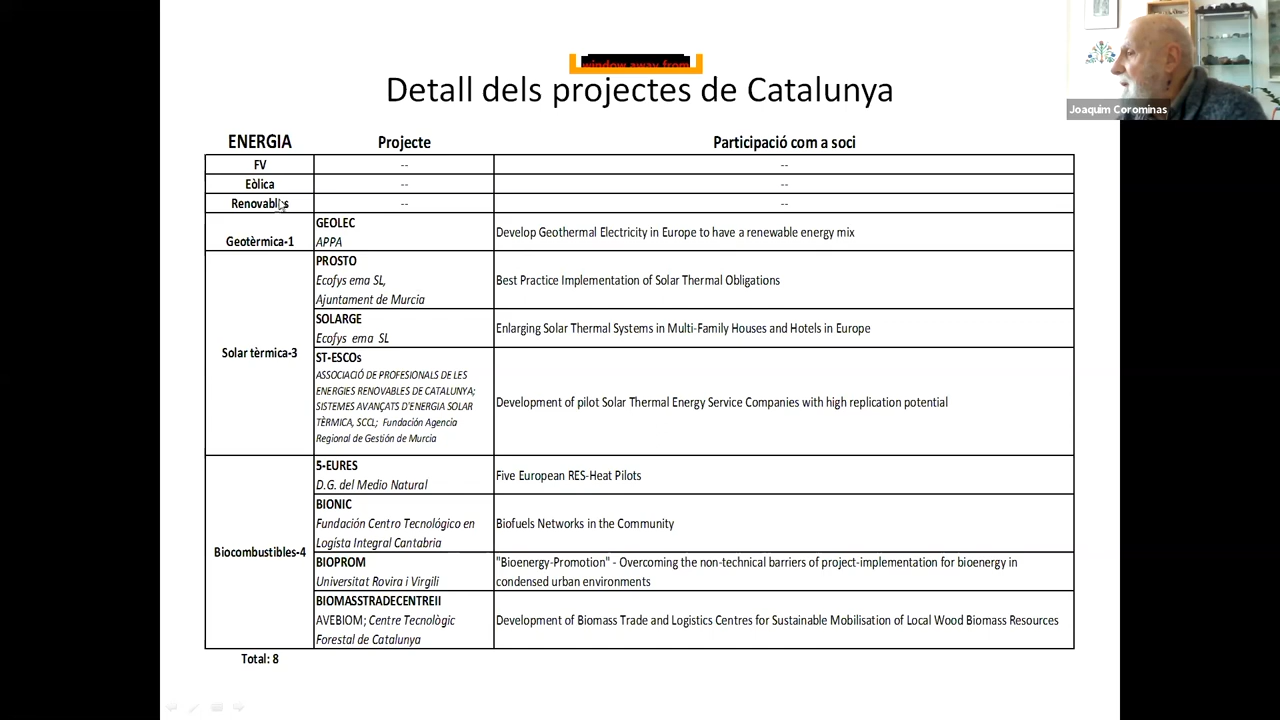 window away from
Detall dels projectes de Catalunya
Joaquim Corominas
ENERGIA Projecte Participació com a soci
FV -- --
Eòlica -- --
Renovables -- --
Geotèrmica-1
GEOLEC
APPA
Develop Geothermal Electricity in Europe to have a renewable energy mix
Solar tèrmica-3
PROSTO
Ecofys ema SL,
Ajuntament de Murcia
Best Practice Implementation of Solar Thermal Obligations
SOLARGE
Ecofys ema SL
Enlarging Solar Thermal Systems in Multi-Family Houses and Hotels in Europe
ST-ESCOs
ASSOCIACIÓ DE PROFESIONALS DE LES
ENERGIES RENOVABLES DE CATALUNYA;
SISTEMES AVANÇATS D'ENERGIA SOLAR
TÈRMICA, SCCL; Fundación Agencia
Regional de Gestión de Murcia
Development of pilot Solar Thermal Energy Service Companies with high replication potential
Biocombustibles-4
5-EURES
D.G. del Medio Natural
Five European RES-Heat Pilots
BIONIC
Fundación Centro Tecnológico en
Logísta Integral Cantabria
Biofuels Networks in the Community
BIOPROM
Universitat Rovira i Virgili
"Bioenergy-Promotion" - Overcoming the non-technical barriers of project-implementation for bioenergy in
condensed urban environments
BIOMASSTRADECENTREII
AVEBIOM; Centre Tecnològic
Forestal de Catalunya
Development of Biomass Trade and Logistics Centres for Sustainable Mobilisation of Local Wood Biomass Resources
Total: 8